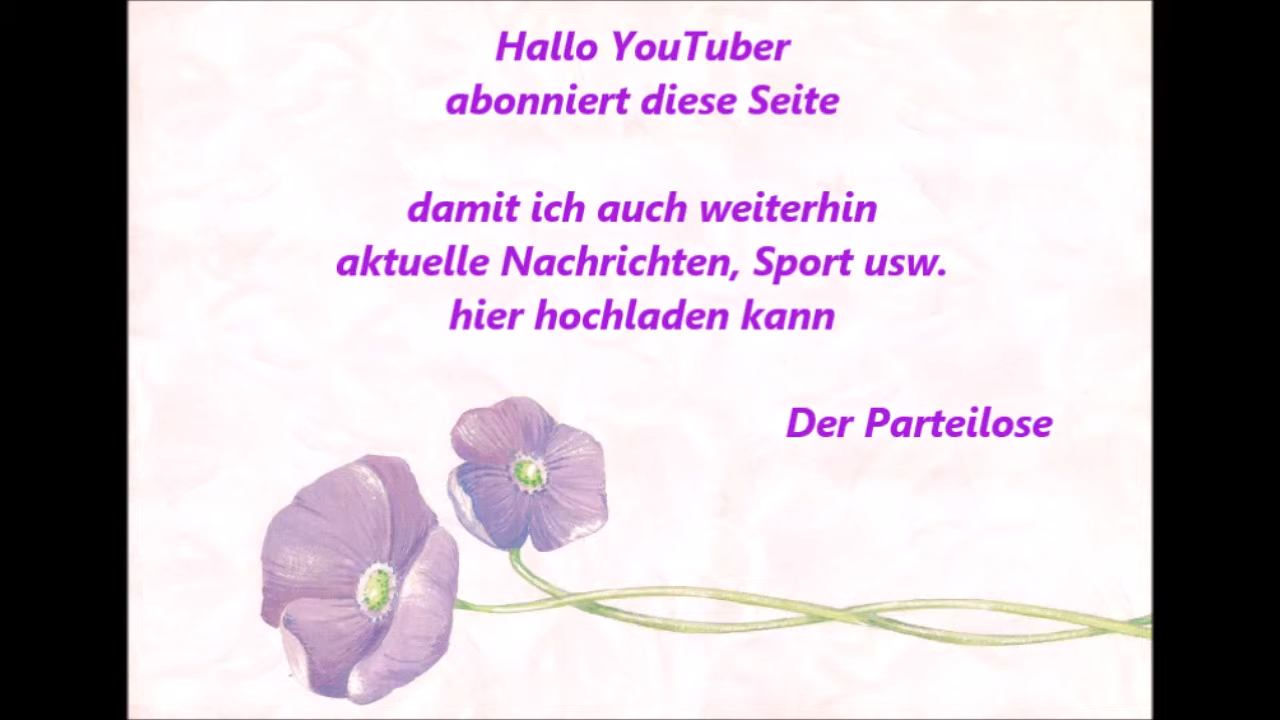 Hallo YouTuber
abonniert diese Seite
damit ich auch weiterhin
aktuelle Nachrichten, Sport usw.
hier hochladen kann
Der Parteilose